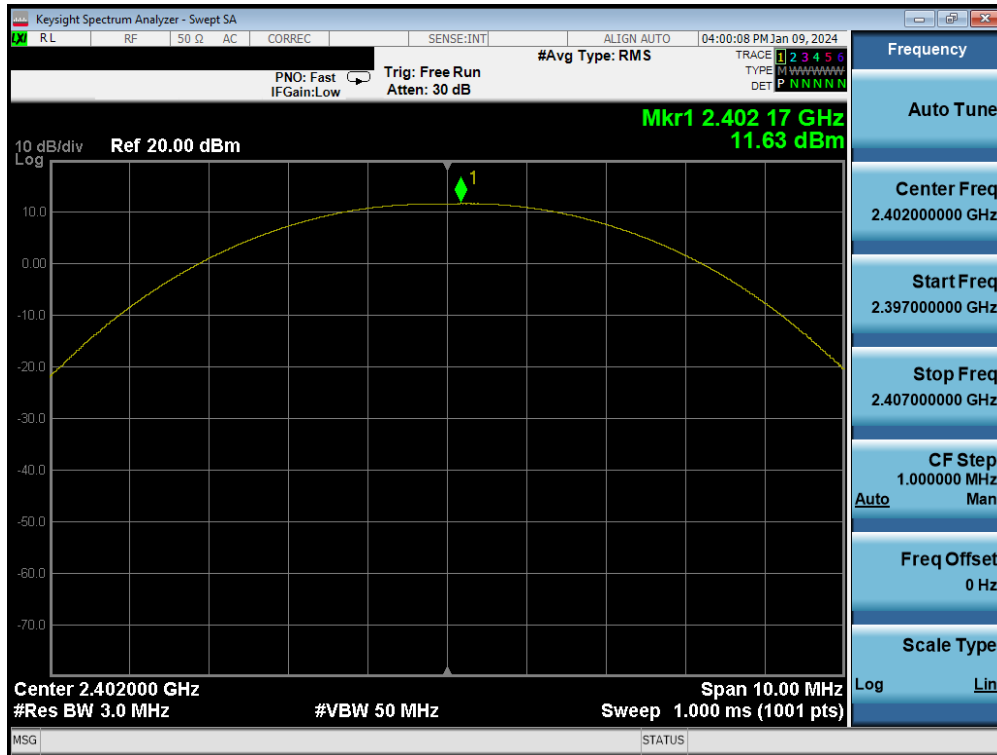 Keysight Spectrum Analyzer - Swept SA
LXI RL RF 50 Ω AC CORREC SENSE:INT ALIGN AUTO 04:00:08 PM Jan 09, 2024
#Avg Type: RMS
TRACE 1 2 3 4 5 6
PNO: Fast Trig: Free Run
TYPE M WWWWW
IFGain:Low Atten: 30 dB
DET P N N N N N
Mkr1 2.402 17 GHz
11.63 dBm
10 dB/div Ref 20.00 dBm
Log
1
10.0
0.00
-10.0
-20.0
-30.0
-40.0
-50.0
-60.0
-70.0
Center 2.402000 GHz Span 10.00 MHz
#Res BW 3.0 MHz #VBW 50 MHz Sweep 1.000 ms (1001 pts)
MSG STATUS
Frequency
Auto Tune
Center Freq
2.402000000 GHz
Start Freq
2.397000000 GHz
Stop Freq
2.407000000 GHz
CF Step
1.000000 MHz
Auto Man
Freq Offset
0 Hz
Scale Type
Log Lin